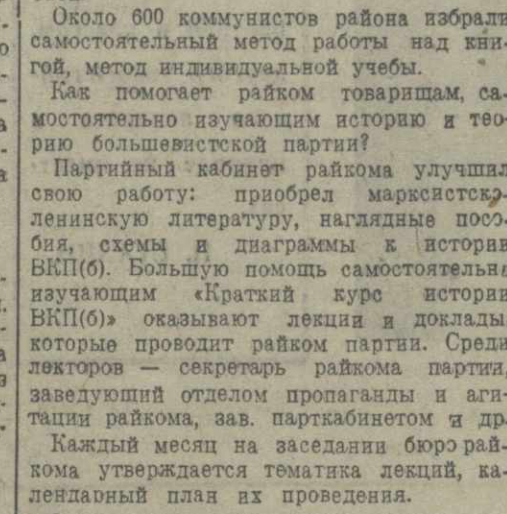 Около 600 коммунистов района избрали
самостоятельный метод работы над кни-
гой, метод индивидуальной учебы.
Как помогает райком товарищам, са-
мостоятельно изучающим историю и тео-
рию большевистской партии?
Партийный кабинет райкома улучшил
свою работу: приобрел марксистско-
ленинскую литературу, наглядные посо-
бия, схемы и диаграммы к истории
ВКП(б). Большую помощь самостоятельно
изучающим «Краткий курс истории
ВКП(б)» оказывают лекции и доклады,
которые проводит райком партии. Среди
лекторов — секретарь райкома партии,
заведующий отделом пропаганды и аги-
тации райкома, зав. парткабинетом и др.
Каждый месяц на заседании бюро рай-
кома утверждается тематика лекций, ка-
лендарный план их проведения.